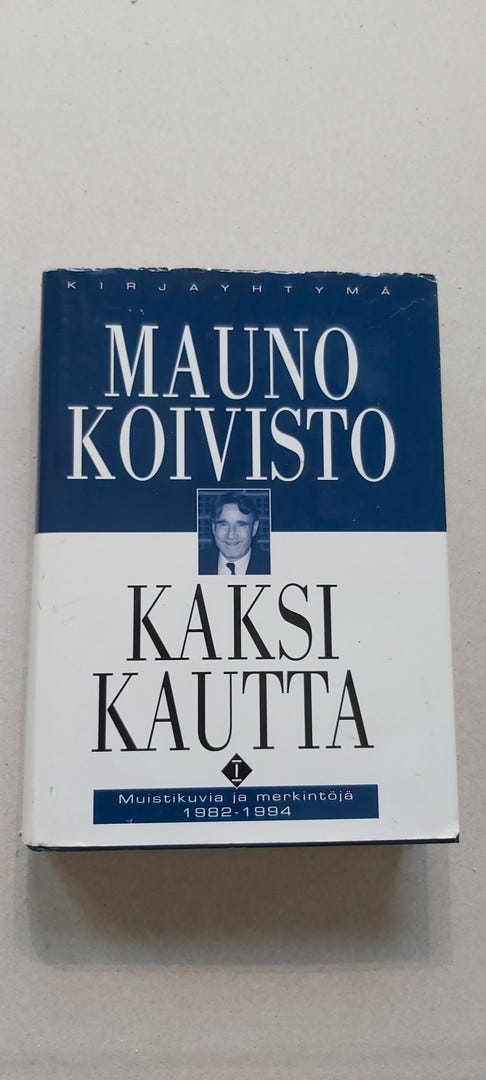 KIRJAYHTYMÄ
MAUNO
KOIVISTO
KAKSI
KAUTTA
I
Muistikuvia ja merkintöjä
1982-1994